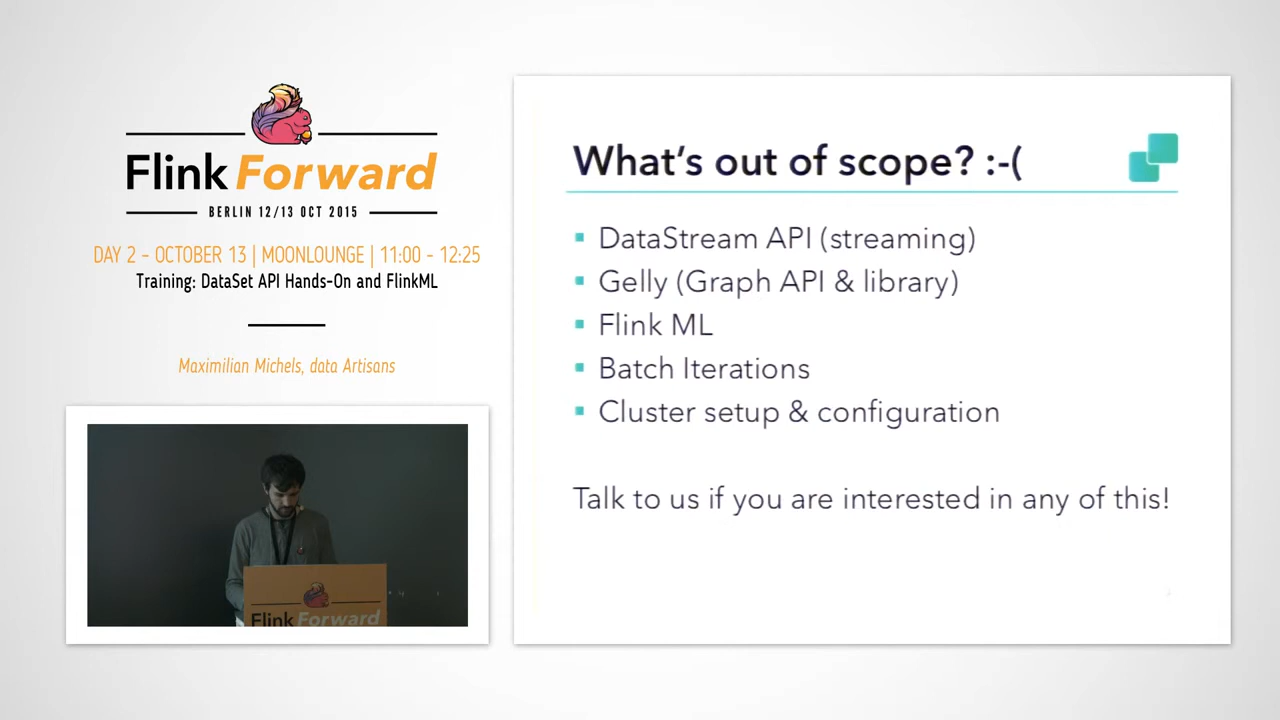 Flink Forward
BERLIN 12/13 OCT 2015
DAY 2 - OCTOBER 13 | MOONLOUNGE | 11:00 - 12:25
Training: DataSet API Hands-On and FlinkML
Maximilian Michels, data Artisans
Flink Forward
What's out of scope? :-(
DataStream API (streaming)
Gelly (Graph API & library)
Flink ML
Batch Iterations
Cluster setup & configuration
Talk to us if you are interested in any of this!